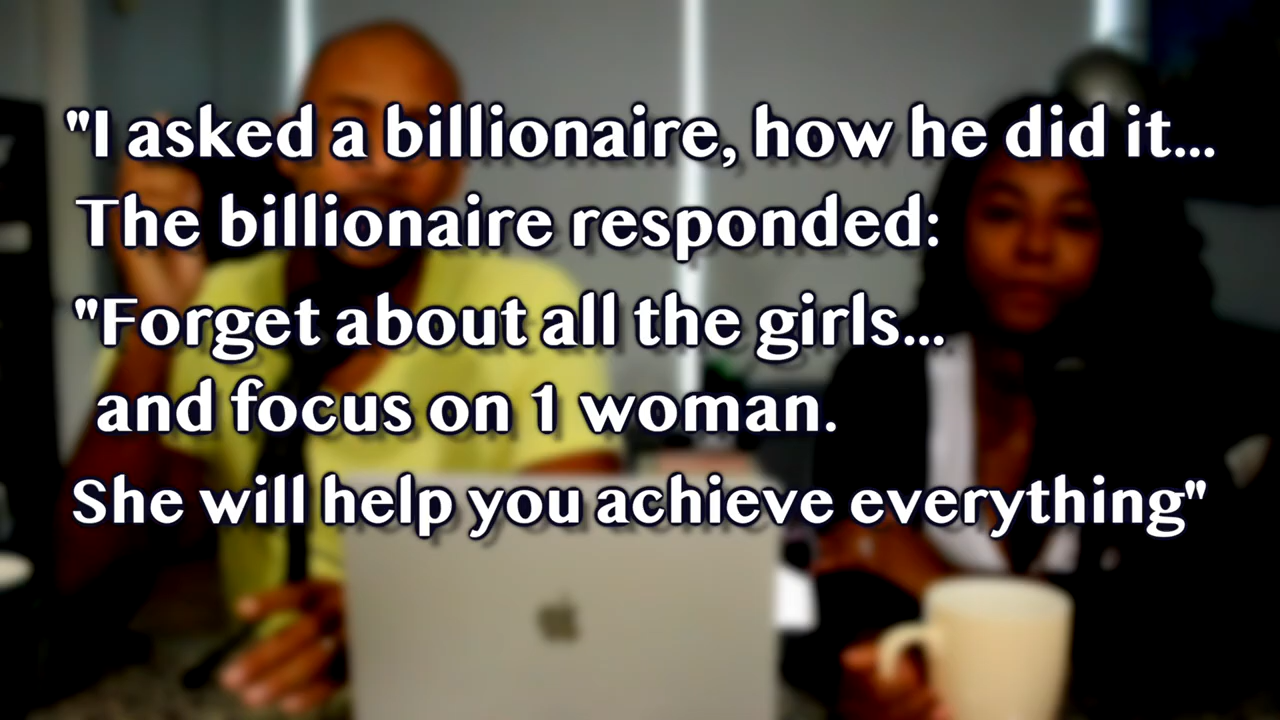 "I asked a billionaire, how he did it...
The billionaire responded:
"Forget about all the girls...
and focus on 1 woman.
She will help you achieve everything"